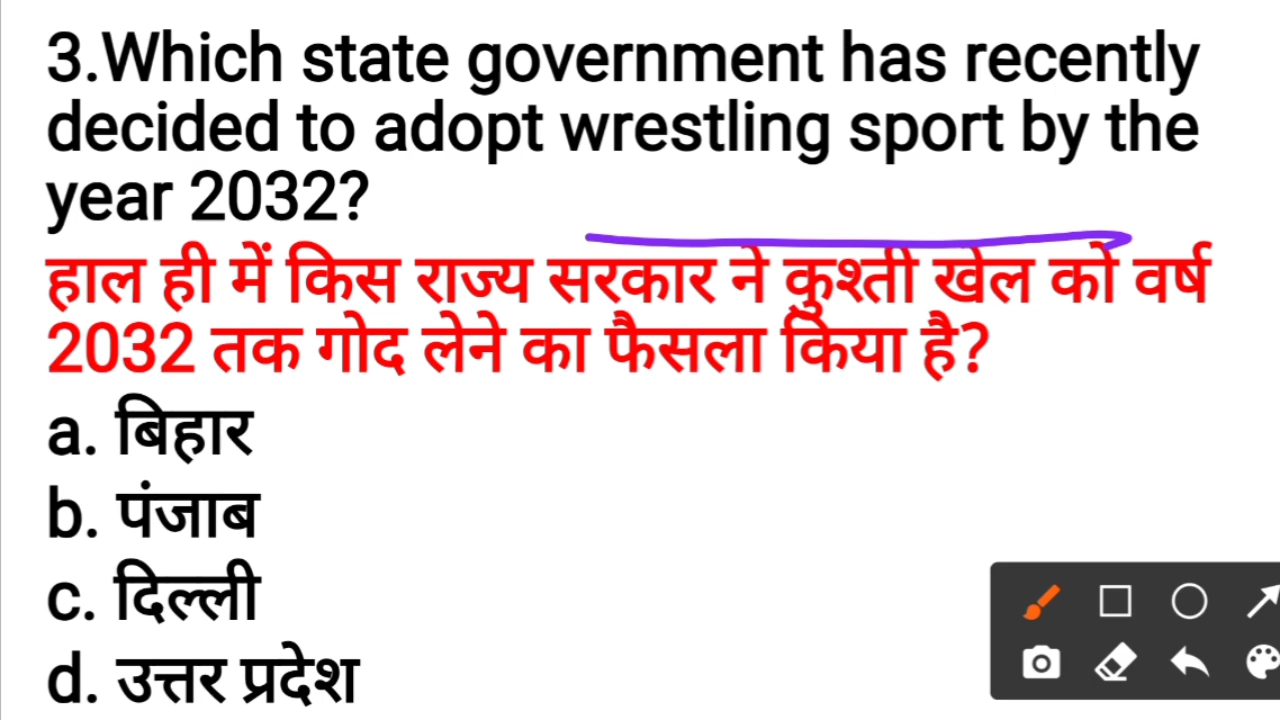 3.Which state government has recently
decided to adopt wrestling sport by the
year 2032?
हाल ही में किस राज्य सरकार ने कुश्ती खेल को वर्ष
2032 तक गोद लेने का फैसला किया है?
a. बिहार
b. पंजाब
c. दिल्ली
d. उत्तर प्रदेश